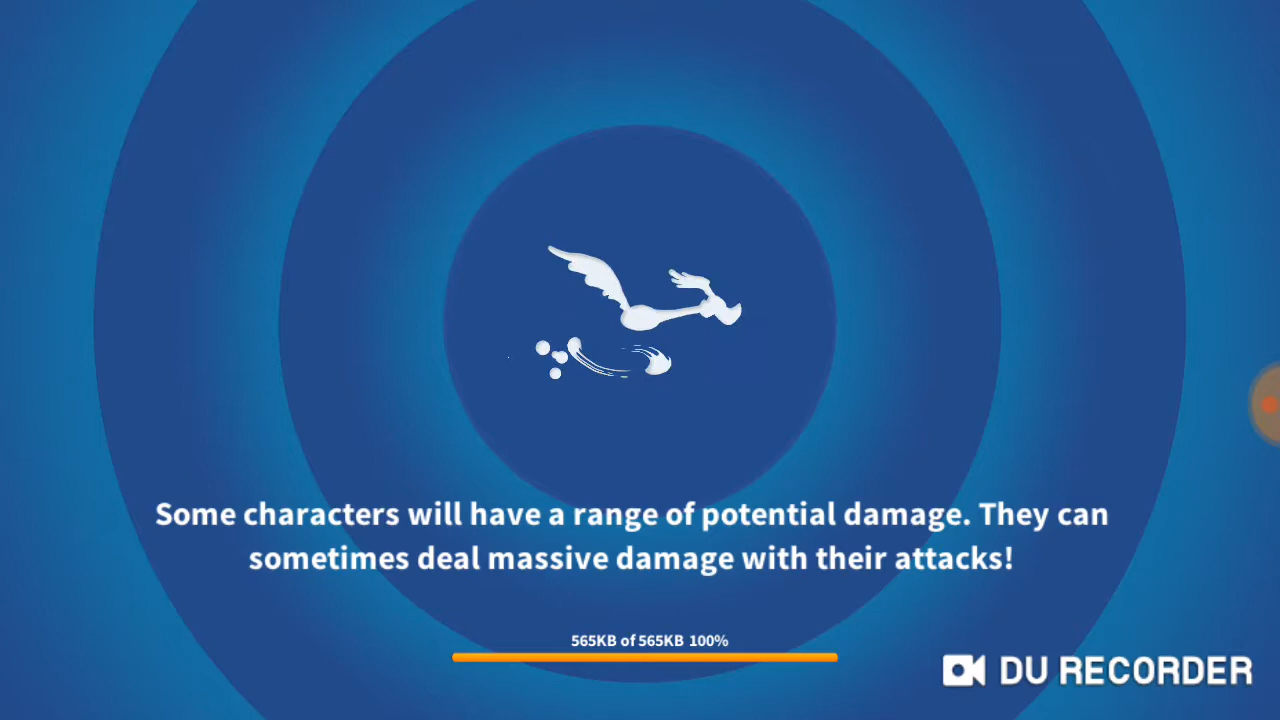 Some characters will have a range of potential damage. They can
sometimes deal massive damage with their attacks!
565KB of 565KB 100%
DU RECORDER